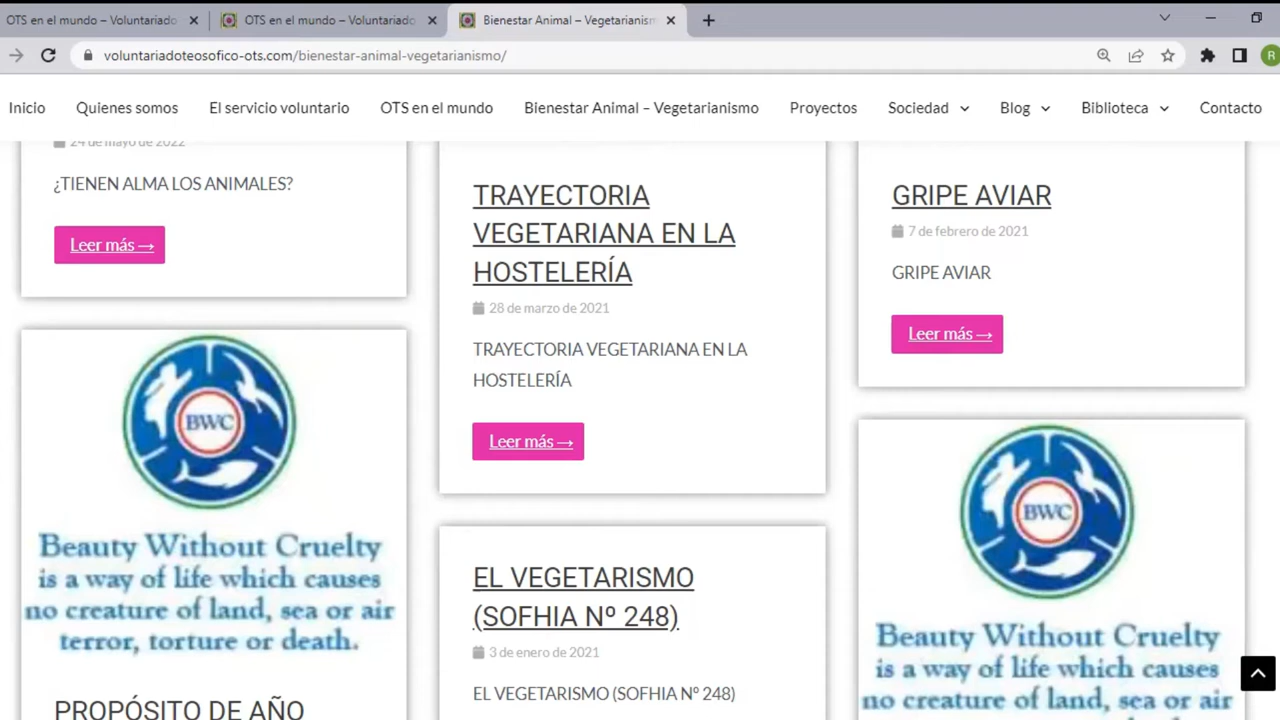 OTS en el mundo – Voluntariado
OTS en el mundo – Voluntariado
Bienestar Animal – Vegetarianism
voluntariadoteosofico-ots.com/bienestar-animal-vegetarianismo/
R
Inicio
Quienes somos
El servicio voluntario
OTS en el mundo
Bienestar Animal – Vegetarianismo
Proyectos
Sociedad
Blog
Biblioteca
Contacto
24 de mayo de 2022
¿TIENEN ALMA LOS ANIMALES?
Leer más →
BWC
Beauty Without Cruelty
is a way of life which causes
no creature of land, sea or air
terror, torture or death.
PROPÓSITO DE AÑO
TRAYECTORIA
VEGETARIANA EN LA
HOSTELERÍA
28 de marzo de 2021
TRAYECTORIA VEGETARIANA EN LA
HOSTELERÍA
Leer más →
EL VEGETARISMO
(SOFHIA Nº 248)
3 de enero de 2021
EL VEGETARISMO (SOFHIA Nº 248)
GRIPE AVIAR
7 de febrero de 2021
GRIPE AVIAR
Leer más →
BWC
Beauty Without Cruelty
is a way of life which causes
no creature of land, sea or air